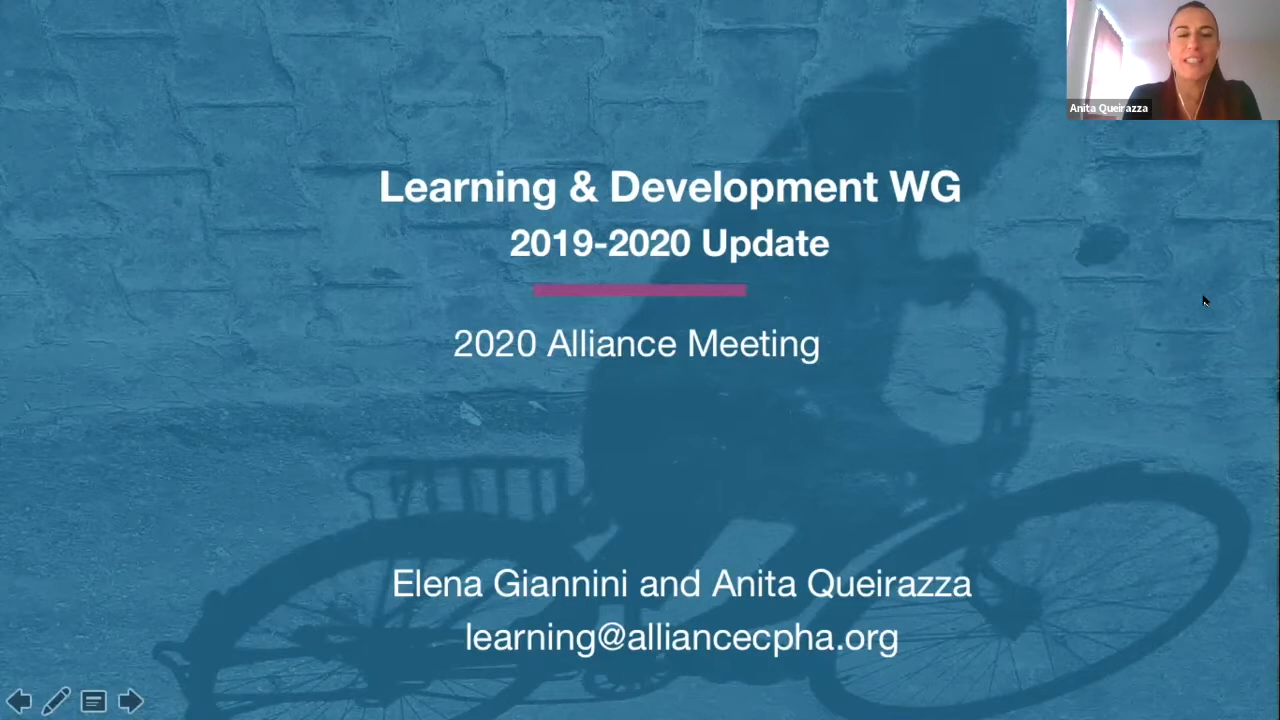 Anita Queirazza
Learning & Development WG
2019-2020 Update
2020 Alliance Meeting
Elena Giannini and Anita Queirazza
learning@alliancecpha.org